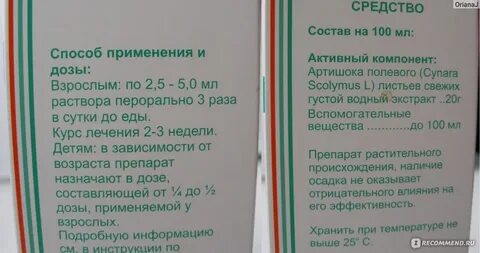 Способ применения и
дозы:
Взрослым: по 2,5 - 5,0 мл
раствора перорально 3 раза
в сутки до еды.
Курс лечения 2-3 недели.
Детям: в зависимости от
возраста препарат
назначают в дозе,
составляющей от ¼ до ½
дозы, применяемой у
взрослых.
Подробную информацию
см. в инструкции по
OrianaJ
СРЕДСТВО
Состав на 100 мл:
Активный компонент:
Артишока полевого (Cynara
Scolymus L) листьев свежих
густой водный экстракт ..20г
Вспомогательные
вещества ............до 100 мл
Препарат растительного
происхождения, наличие
осадка не оказывает
отрицательного влияния на
его эффективность.
Хранить при температуре не
выше 25° С.
IRECOMMEND.RU